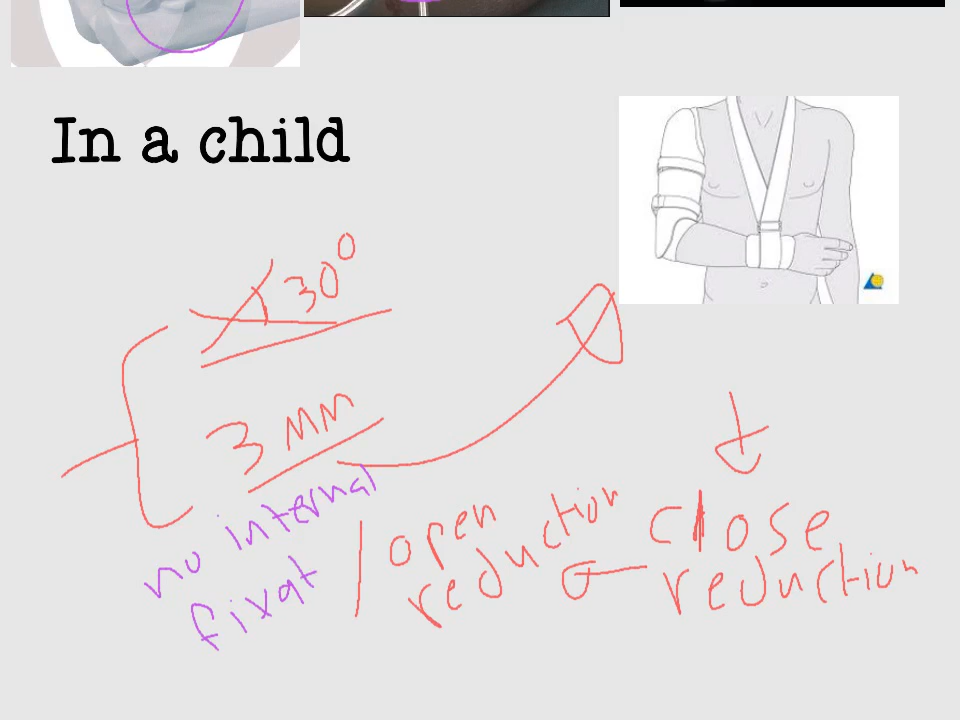 In a child
30°
3 mm
no internal
fixat
/ open
reduction
close
reduction